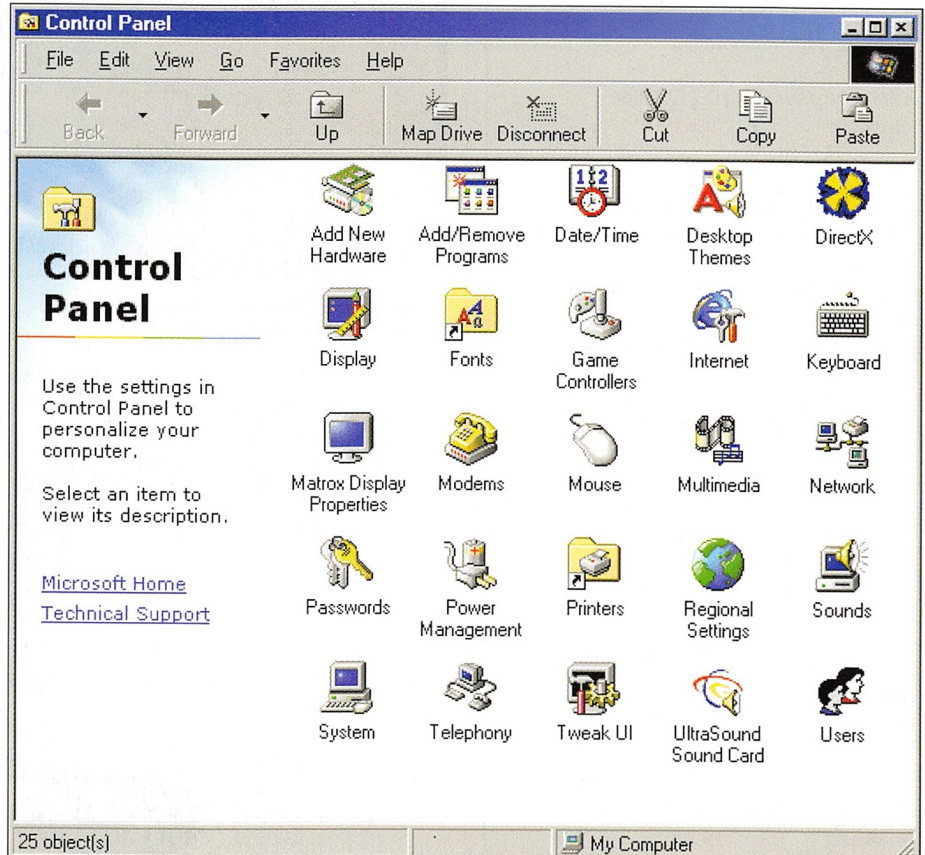 Control Panel
File Edit View Go Favorites Help
Back Forward Up Map Drive Disconnect Cut Copy Paste
Control
Panel
Use the settings in
Control Panel to
personalize your
computer.
Select an item to
view its description.
Microsoft Home
Technical Support
Add New
Hardware
Add/Remove
Programs
Date/Time
Desktop
Themes
DirectX
Display
Fonts
Game
Controllers
Internet
Keyboard
Matrox Display
Properties
Modems
Mouse
Multimedia
Network
Passwords
Power
Management
Printers
Regional
Settings
Sounds
System
Telephony
Tweak UI
UltraSound
Sound Card
Users
25 object(s)
My Computer